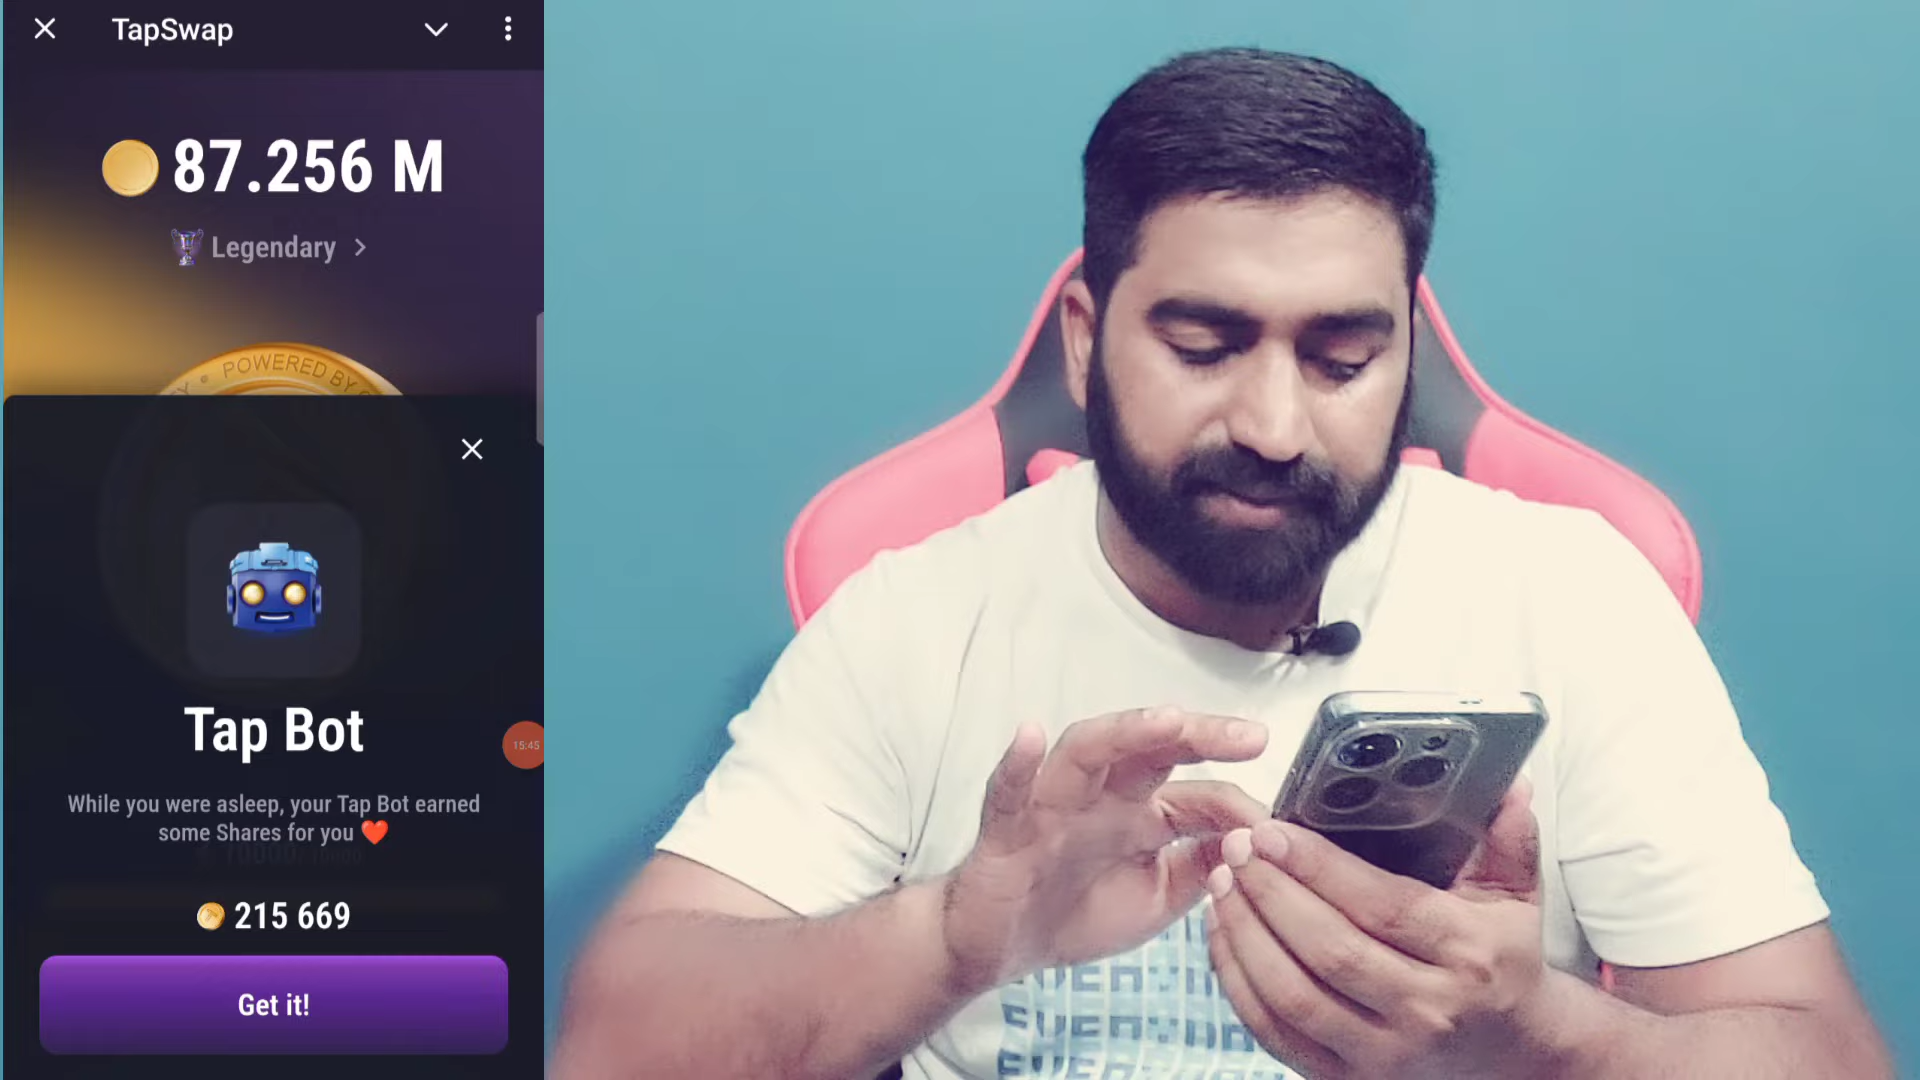 TapSwap
87.256 M
Legendary
POWERED BY
Tap Bot
15:45
While you were asleep, your Tap Bot earned
some Shares for you ❤️
215 669
Get it!